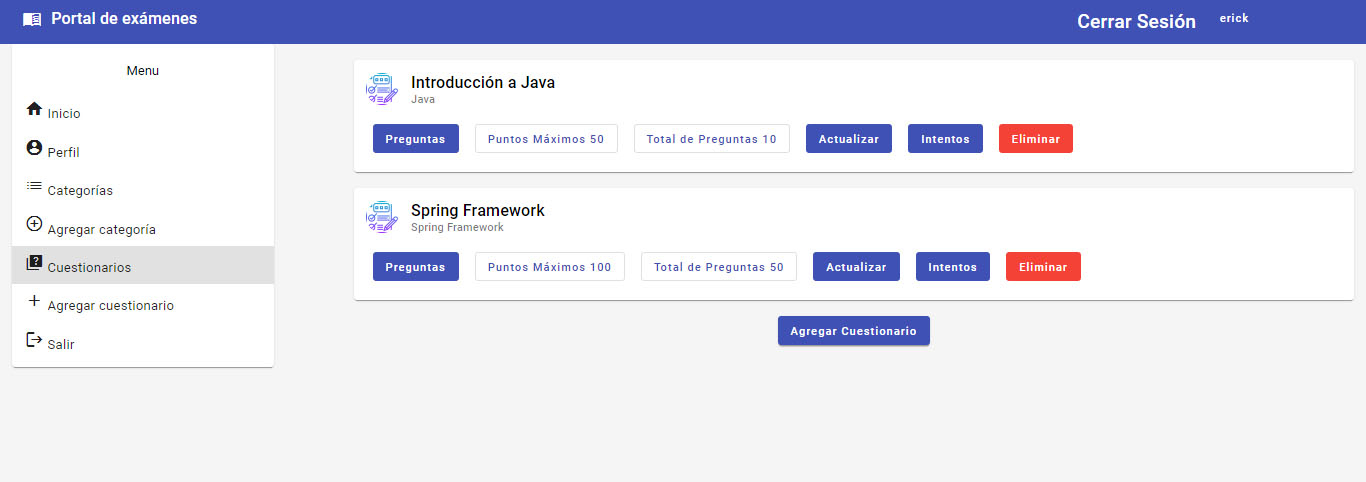 Portal de exámenes
Cerrar Sesión erick
Menu
Inicio
Perfil
Categorías
Agregar categoría
Cuestionarios
Agregar cuestionario
Salir
Introducción a Java
Java
Preguntas Puntos Máximos 50 Total de Preguntas 10 Actualizar Intentos Eliminar
Spring Framework
Spring Framework
Preguntas Puntos Máximos 100 Total de Preguntas 50 Actualizar Intentos Eliminar
Agregar Cuestionario